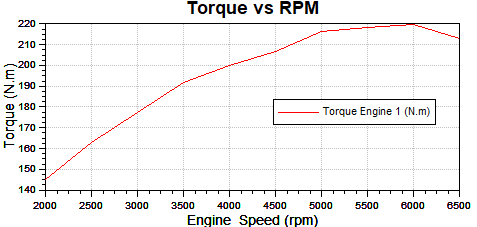 Torque vs RPM
220
210
200
190
180
170
160
150
140
Torque (N.m)
Torque Engine 1 (N.m)
2000 2500 3000 3500 4000 4500 5000 5500 6000 6500
Engine Speed (rpm)